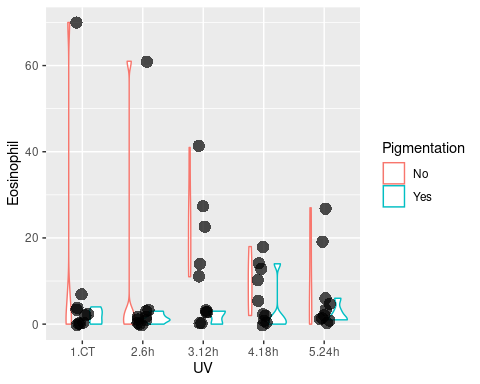 Eosinophil
60
40
20
0
1.CT 2.6h 3.12h 4.18h 5.24h
UV
Pigmentation
No
Yes